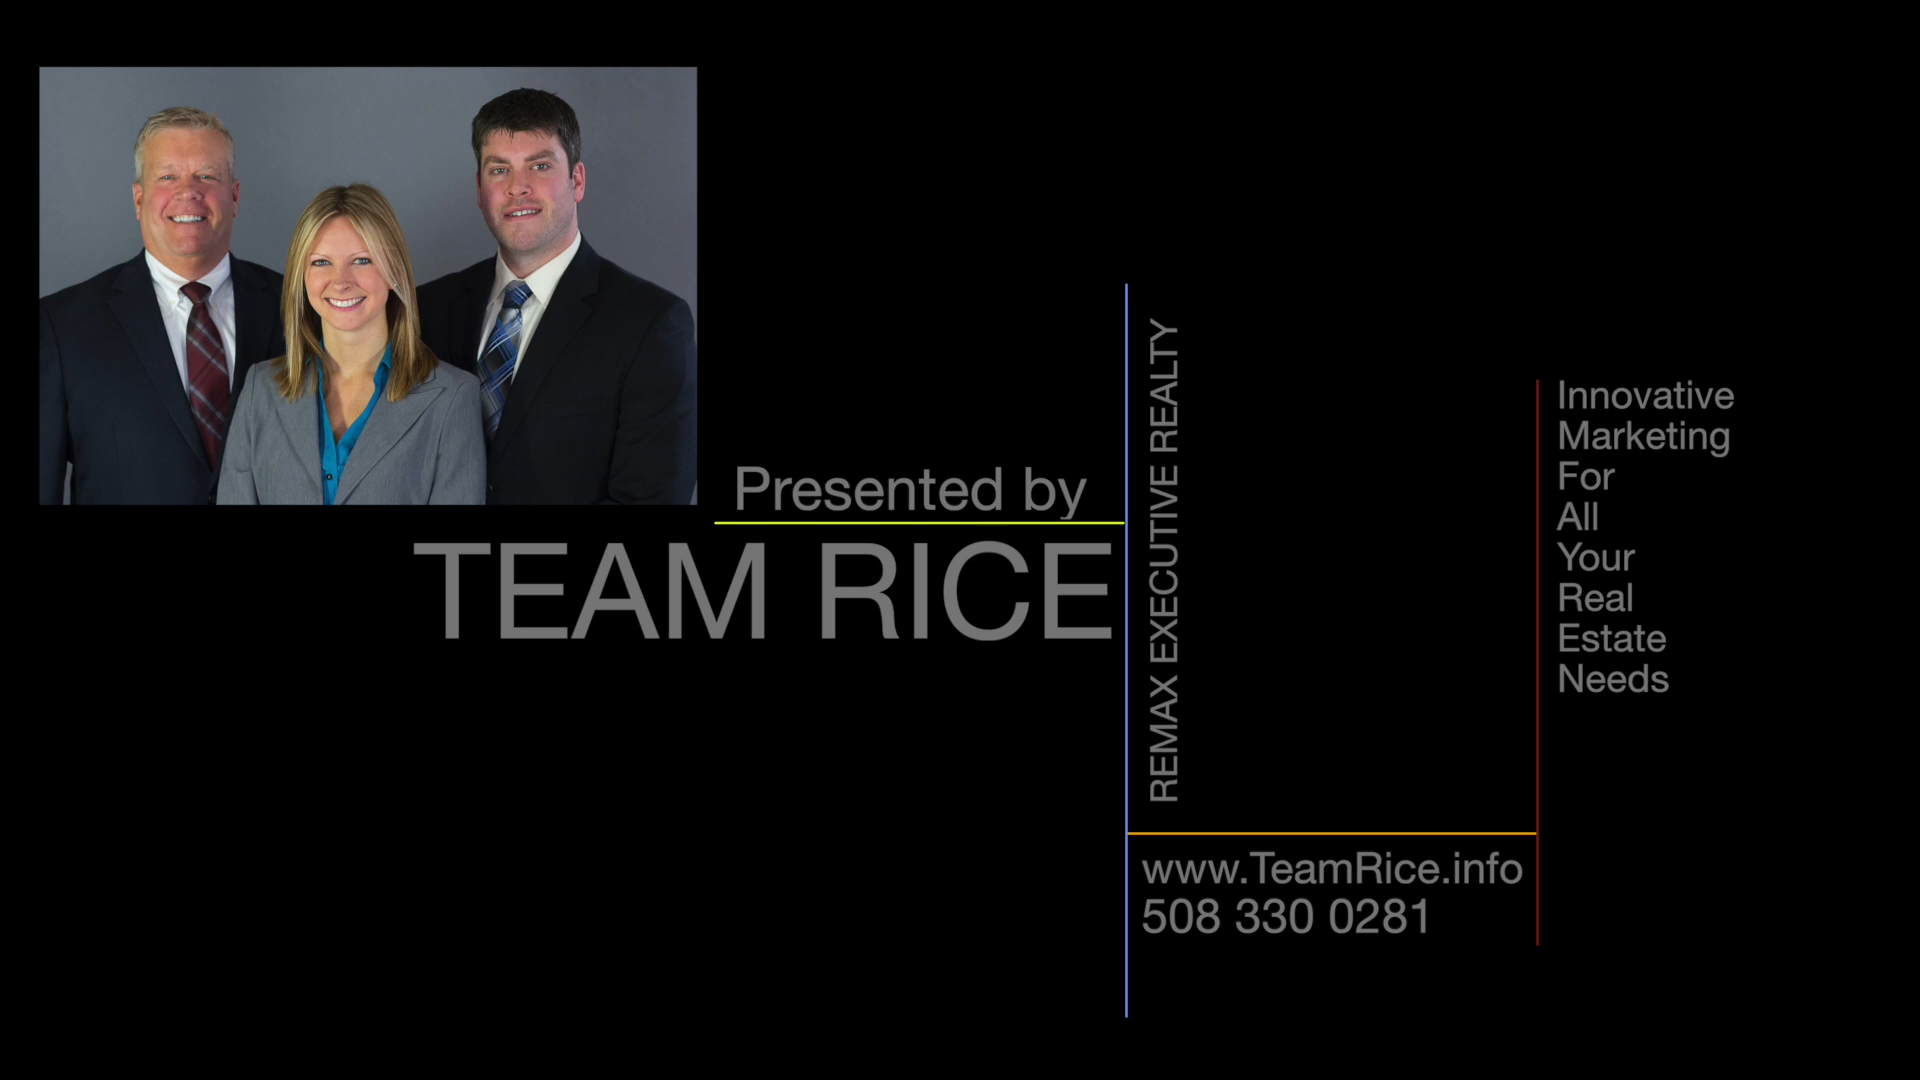 Presented by
TEAM RICE
REMAX EXECUTIVE REALTY
www.TeamRice.info
508 330 0281
Innovative
Marketing
For
All
Your
Real
Estate
Needs